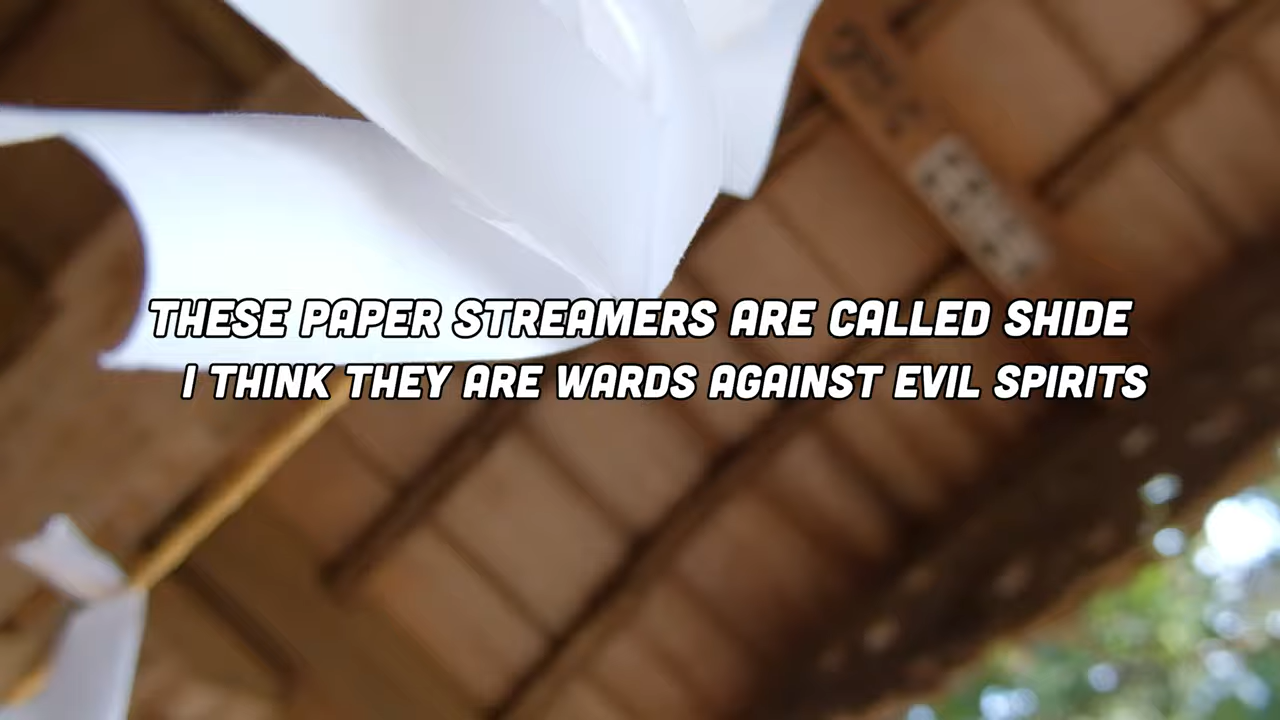 THESE PAPER STREAMERS ARE CALLED SHIDE
I THINK THEY ARE WARDS AGAINST EVIL SPIRITS